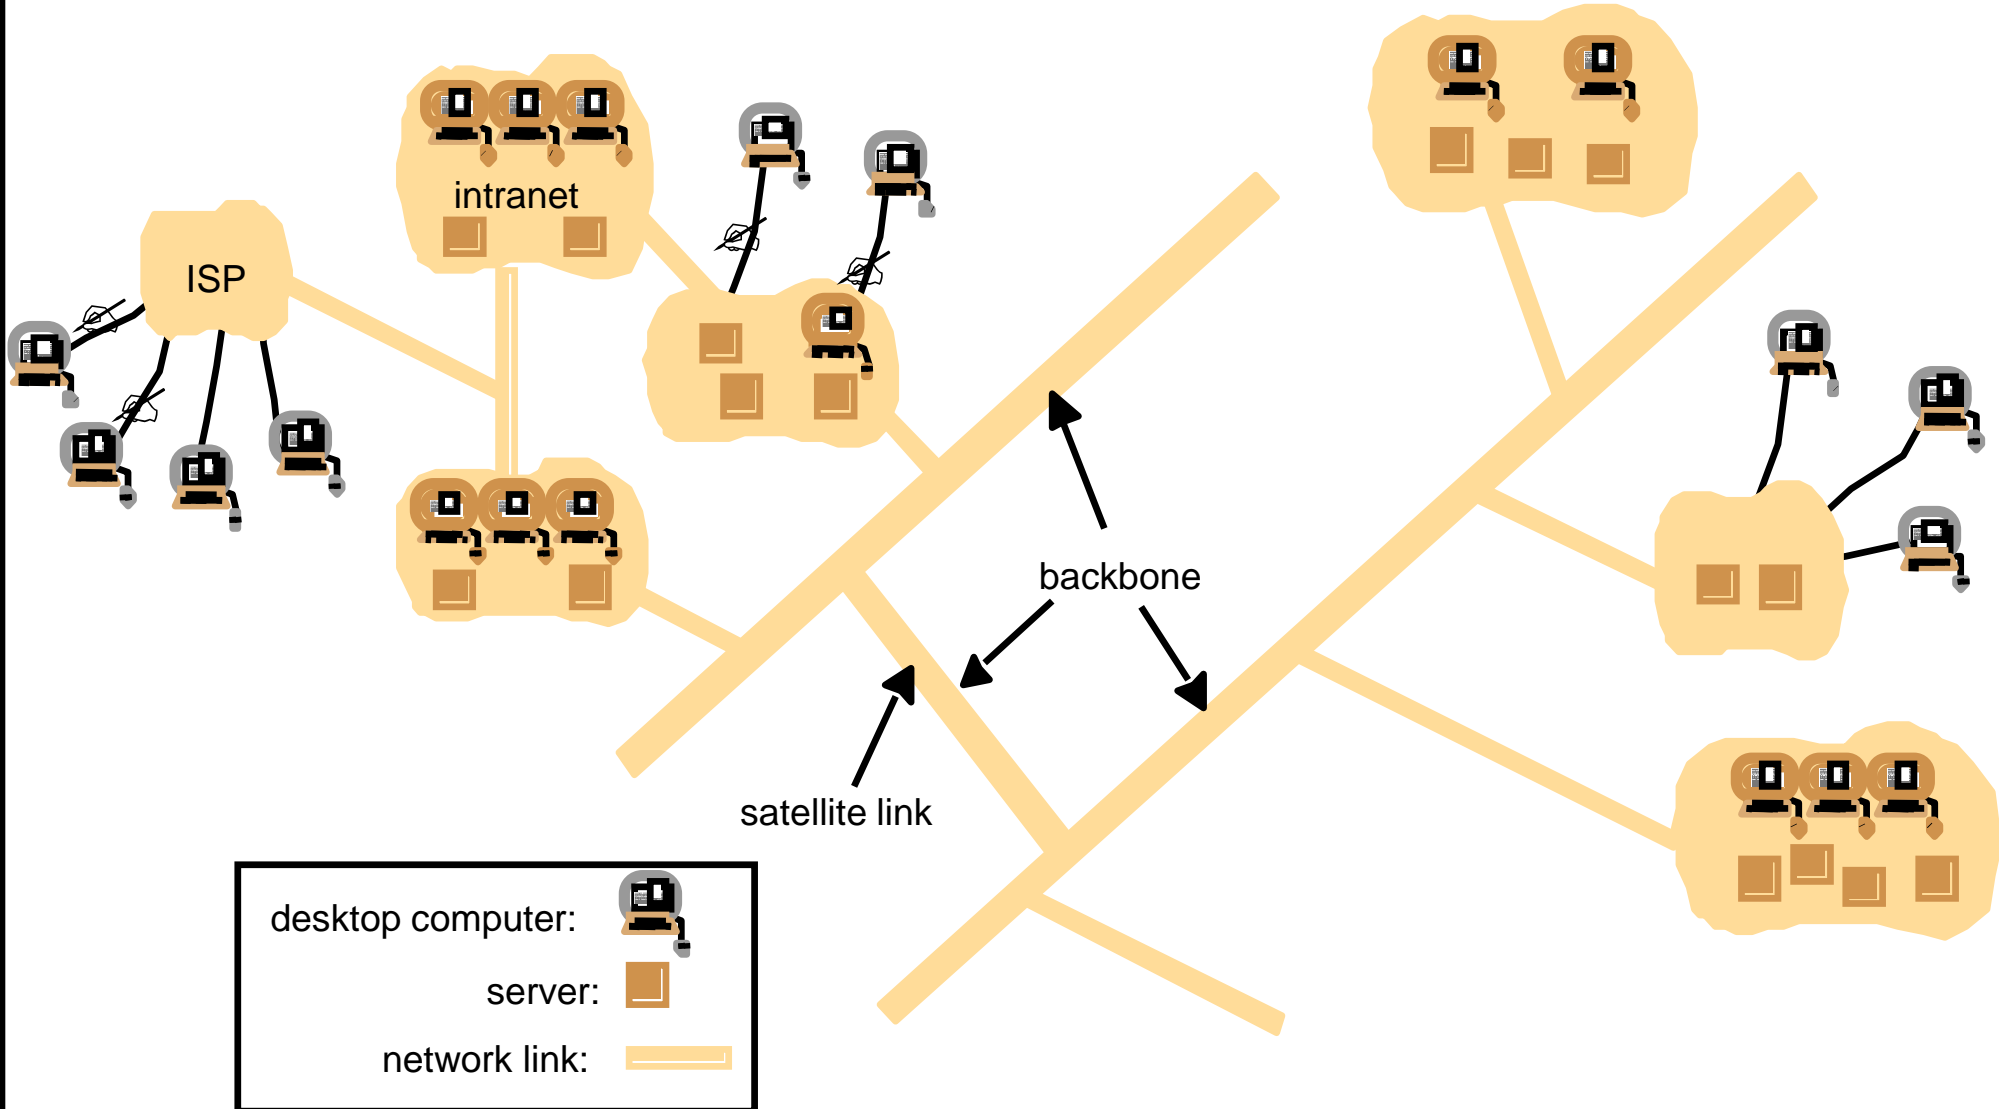 intranet
ISP
backbone
satellite link
desktop computer:
server:
network link: